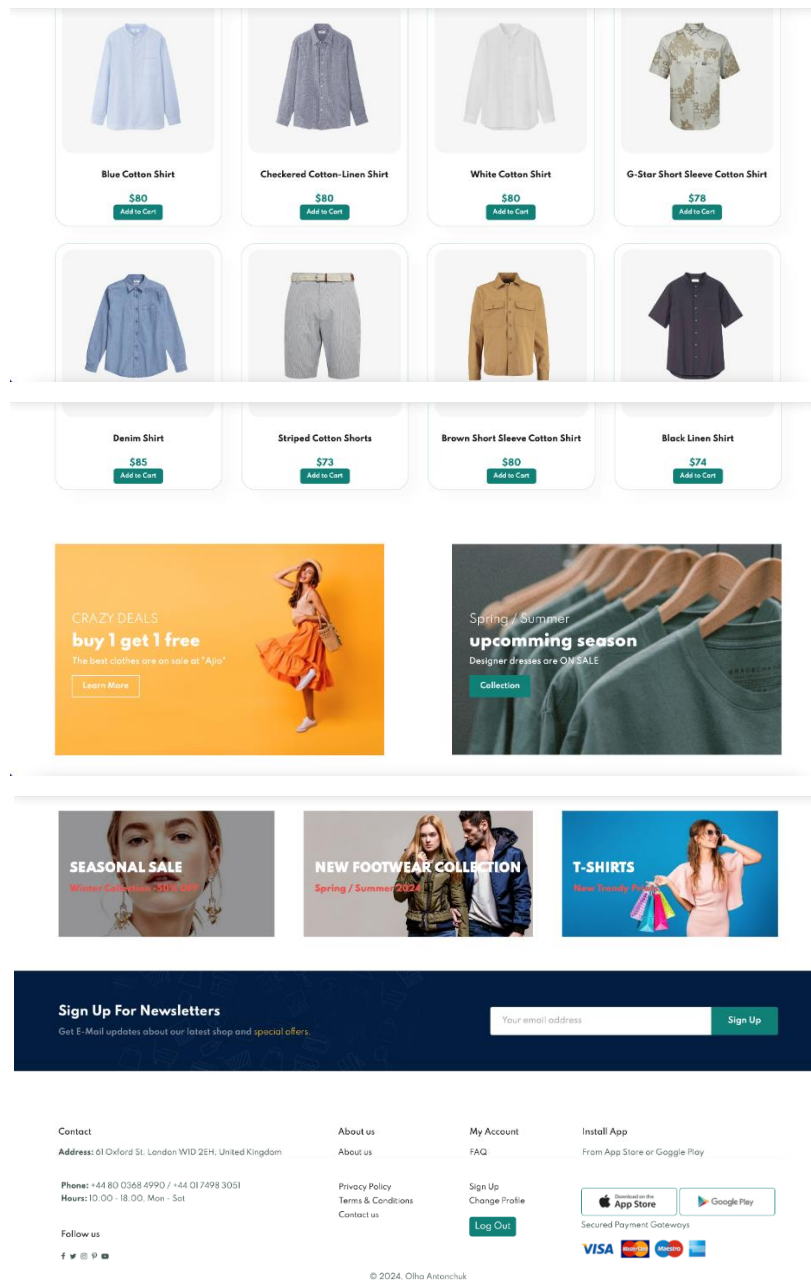 Blue Cotton Shirt
$80
Add to Cart
Checkered Cotton-Linen Shirt
$80
Add to Cart
White Cotton Shirt
$80
Add to Cart
G-Star Short Sleeve Cotton Shirt
$78
Add to Cart
Denim Shirt
$85
Add to Cart
Striped Cotton Shorts
$73
Add to Cart
Brown Short Sleeve Cotton Shirt
$80
Add to Cart
Black Linen Shirt
$74
Add to Cart
CRAZY DEALS
buy 1 get 1 free
The best clothes are on sale at "Ajio"
Learn More
Spring / Summer
upcomming season
Designer dresses are ON SALE
Collection
SEASONAL SALE
Winter Collection -50% OFF
NEW FOOTWEAR COLLECTION
Spring / Summer 2024
T-SHIRTS
New Trandy Prints
Sign Up For Newsletters
Get E-Mail updates about our latest shop and special offers.
Your email address
Sign Up
Contact
Address: 61 Oxford St, London W1D 2EH, United Kingdom
Phone: +44 80 0368 4990 / +44 01 7498 3051
Hours: 10:00 - 18:00, Mon - Sat
Follow us
About us
About us
Privacy Policy
Terms & Conditions
Contact us
My Account
FAQ
Sign Up
Change Profile
Log Out
Install App
From App Store or Goggle Play
Download on the
App Store
Google Play
Secured Payment Gateways
VISA
MasterCard
Maestro
© 2024, Olha Antonchuk